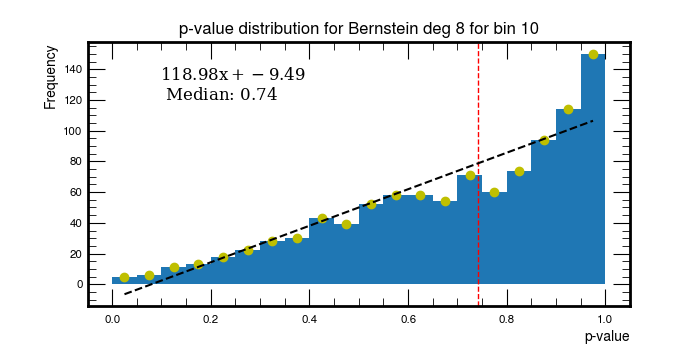 p-value distribution for Bernstein deg 8 for bin 10
Frequency
118.98x + −9.49
Median: 0.74
140
120
100
80
60
40
20
0
0.0 0.2 0.4 0.6 0.8 1.0
p-value